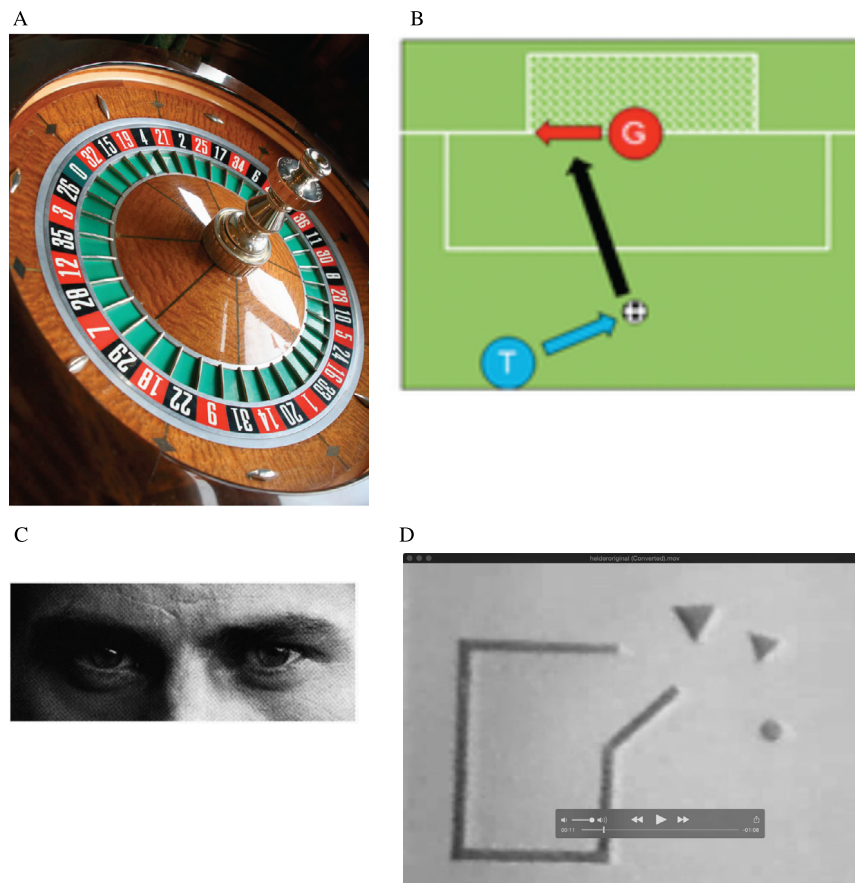 A
B
0 32 15 19 4 21 2 25 17 34 6
36 11 30 8 23 10 5 24 16 33 1 20 14 31 9 22 18 29 7 28 12 35 3 26
G
T
C
D
heideroriginal (Converted).mov
00:11
-01:08